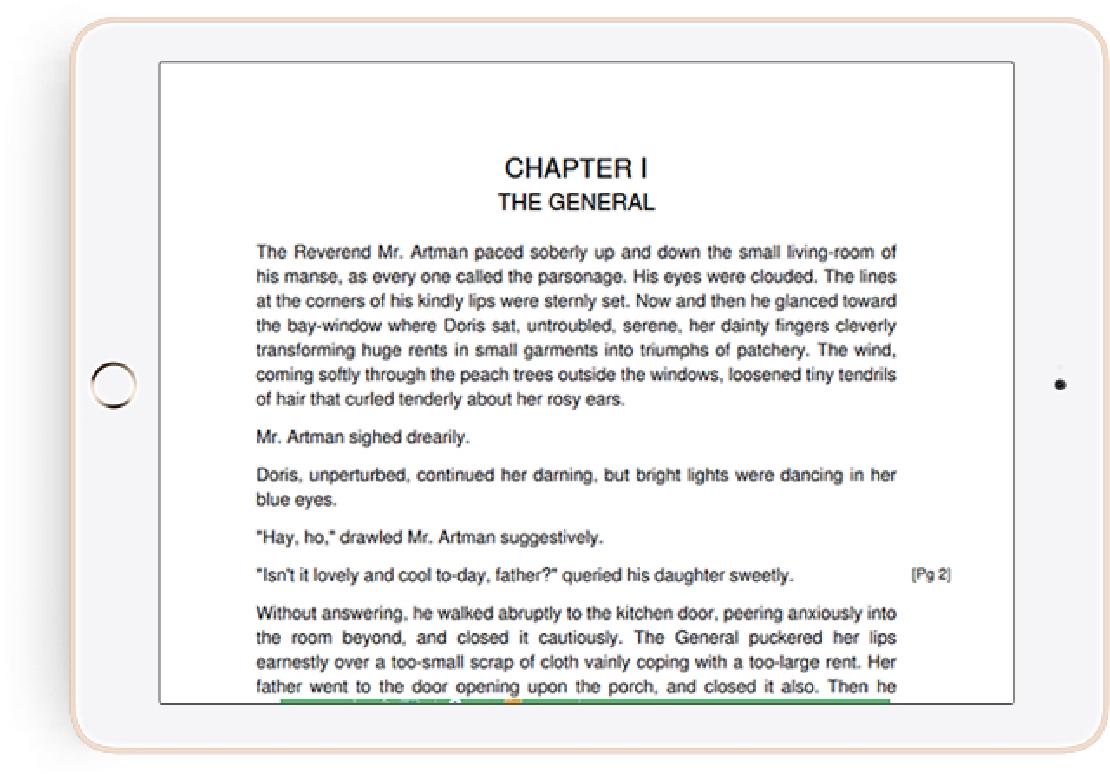 CHAPTER I
THE GENERAL
The Reverend Mr. Artman paced soberly up and down the small living-room of
his manse, as every one called the parsonage. His eyes were clouded. The lines
at the corners of his kindly lips were sternly set. Now and then he glanced toward
the bay-window where Doris sat, untroubled, serene, her dainty fingers cleverly
transforming huge rents in small garments into triumphs of patchery. The wind,
coming softly through the peach trees outside the windows, loosened tiny tendrils
of hair that curled tenderly about her rosy ears.
Mr. Artman sighed drearily.
Doris, unperturbed, continued her darning, but bright lights were dancing in her
blue eyes.
"Hay, ho," drawled Mr. Artman suggestively.
"Isn't it lovely and cool to-day, father?" queried his daughter sweetly. [Pg 2]
Without answering, he walked abruptly to the kitchen door, peering anxiously into
the room beyond, and closed it cautiously. The General puckered her lips
earnestly over a too-small scrap of cloth vainly coping with a too-large rent. Her
father went to the door opening upon the porch, and closed it also. Then he